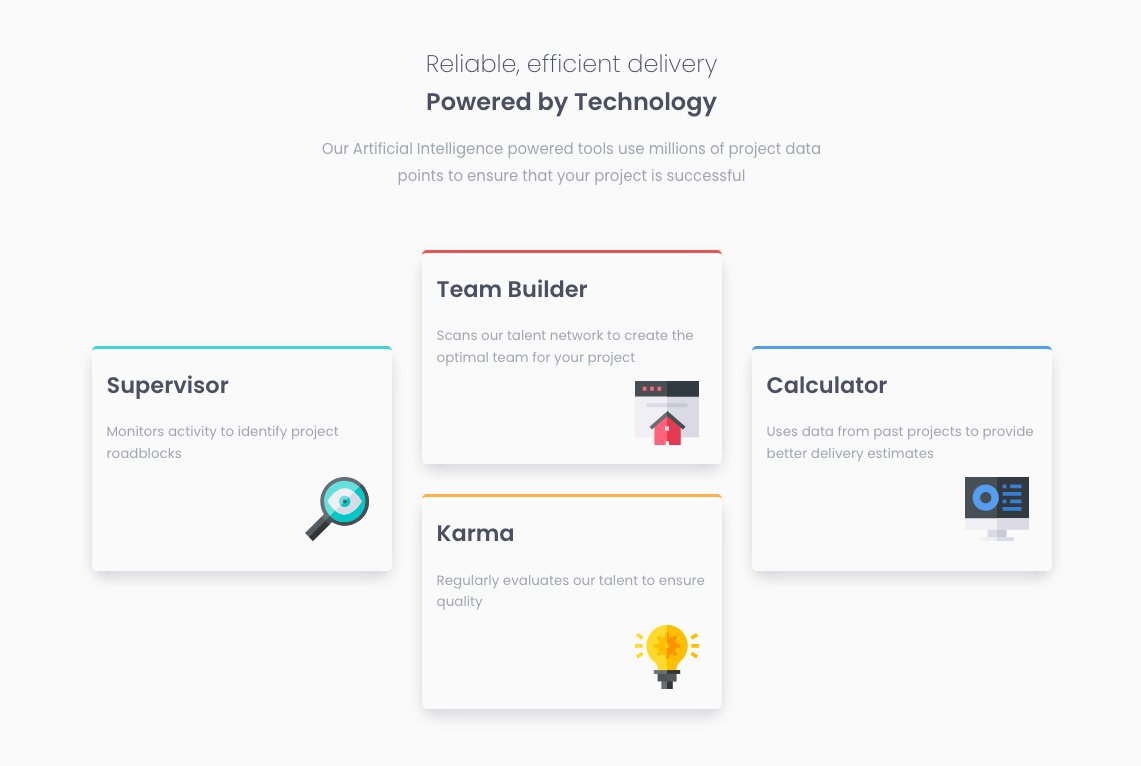 Reliable, efficient delivery
Powered by Technology
Our Artificial Intelligence powered tools use millions of project data
points to ensure that your project is successful
Supervisor
Monitors activity to identify project
roadblocks
Team Builder
Scans our talent network to create the
optimal team for your project
Karma
Regularly evaluates our talent to ensure
quality
Calculator
Uses data from past projects to provide
better delivery estimates